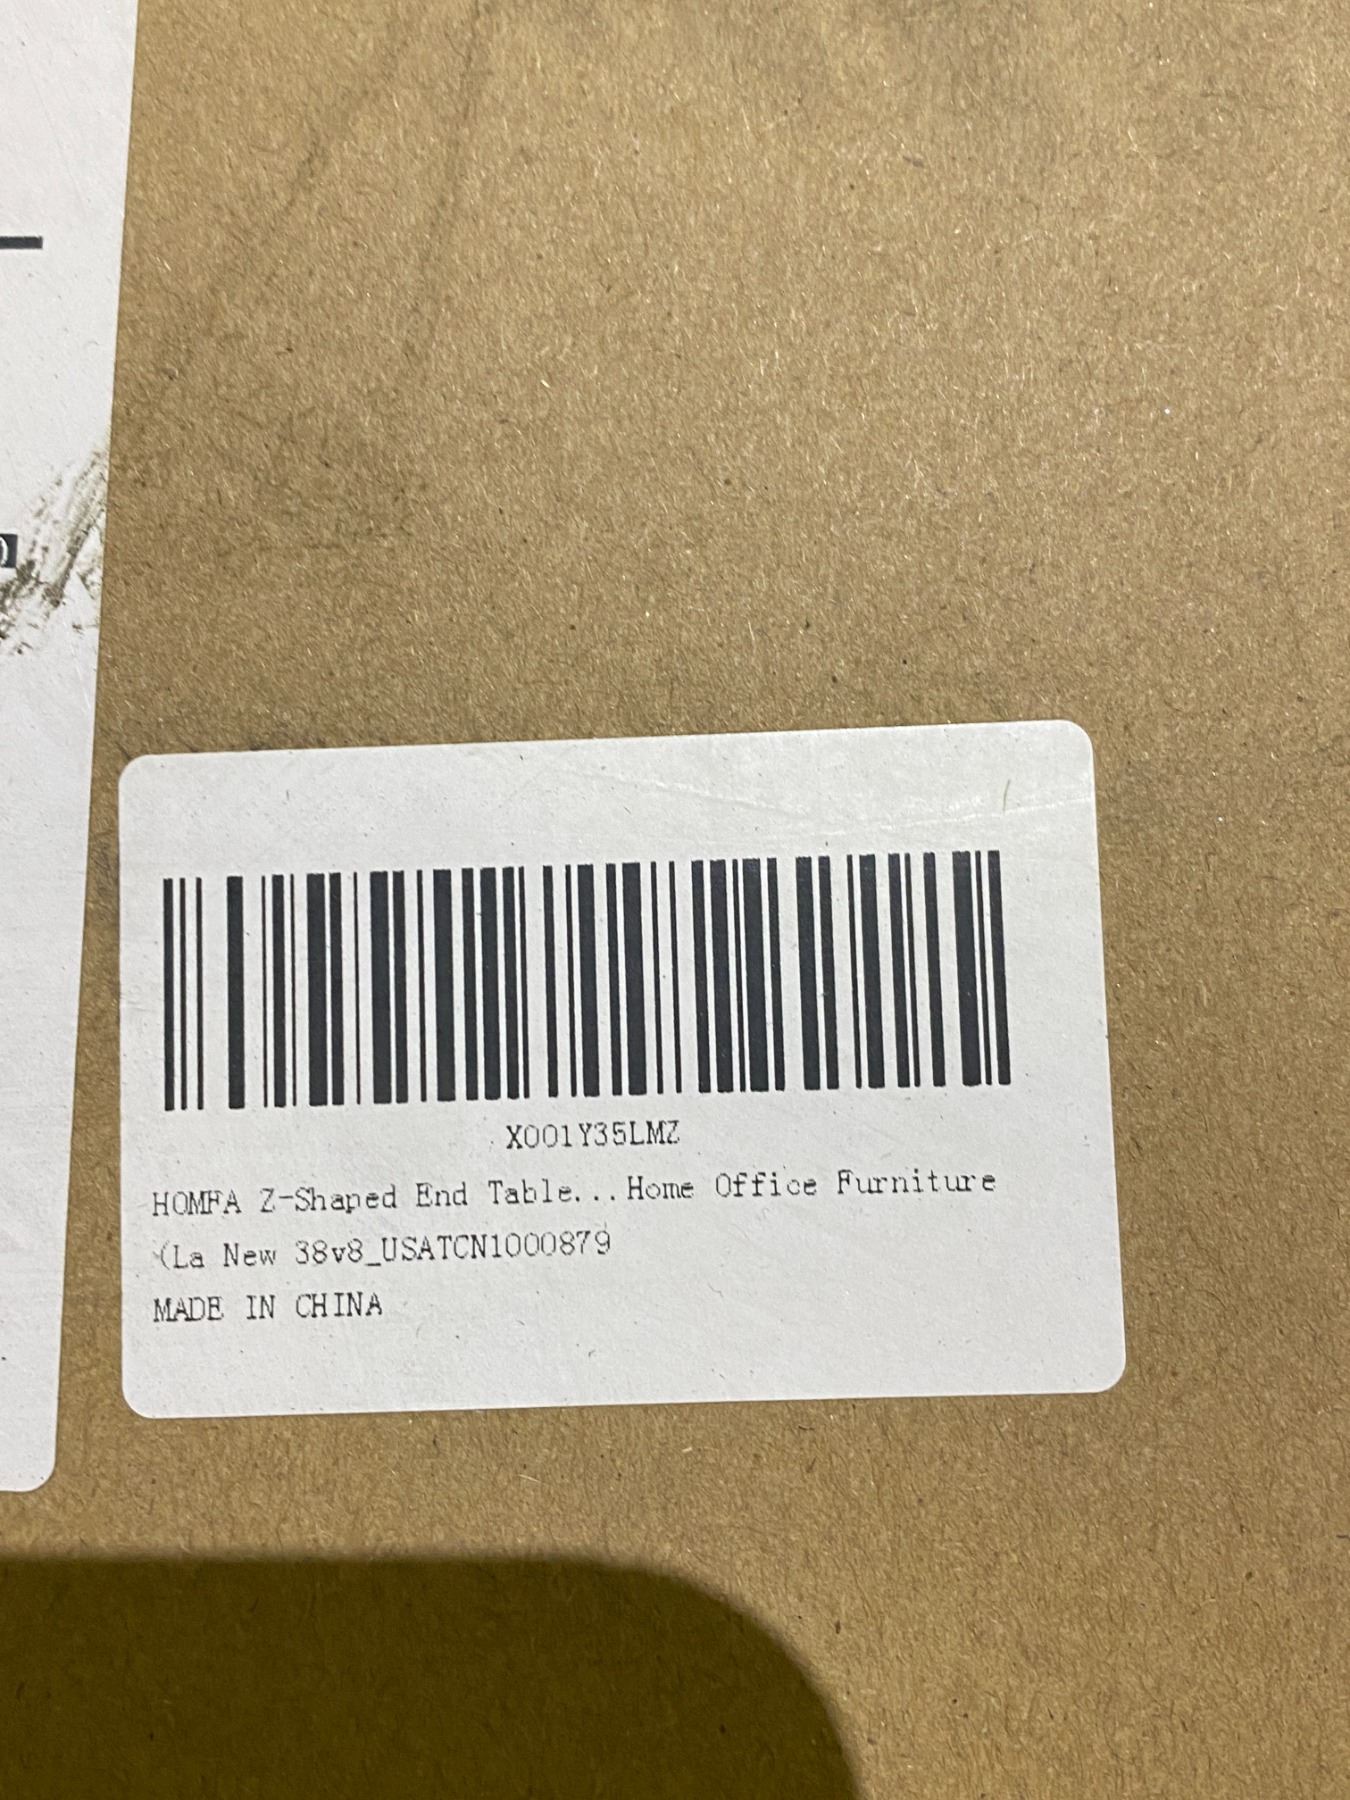 X001Y35LMZ
HOMFA Z-Shaped End Table...Home Office Furniture
(La New 38v8_USATCN1000879
MADE IN CHINA